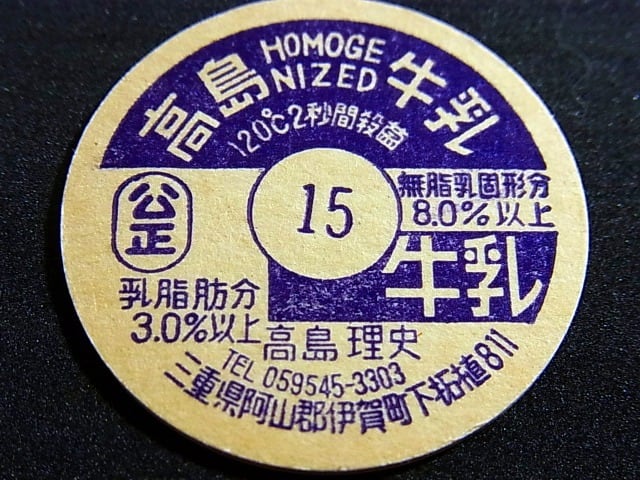 高島 HOMOGE
NIZED 牛乳
120℃2秒間殺菌
公正
15
無脂乳固形分
8.0%以上
牛乳
乳脂肪分
3.0%以上
高島理史
TEL 059545-3303
三重県阿山郡伊賀町下柘植811